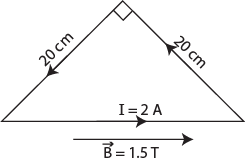 20 cm
20 cm
I = 2 A
B⃗ = 1.5 T